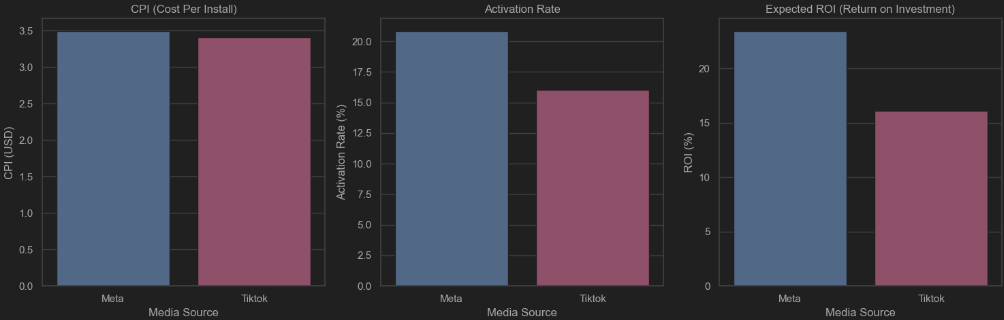 CPI (Cost Per Install)
CPI (USD)
3.5
3.0
2.5
2.0
1.5
1.0
0.5
0.0
Meta
Tiktok
Media Source
Activation Rate
Activation Rate (%)
20.0
17.5
15.0
12.5
10.0
7.5
5.0
2.5
0.0
Meta
Tiktok
Media Source
Expected ROI (Return on Investment)
ROI (%)
20
15
10
5
0
Meta
Tiktok
Media Source